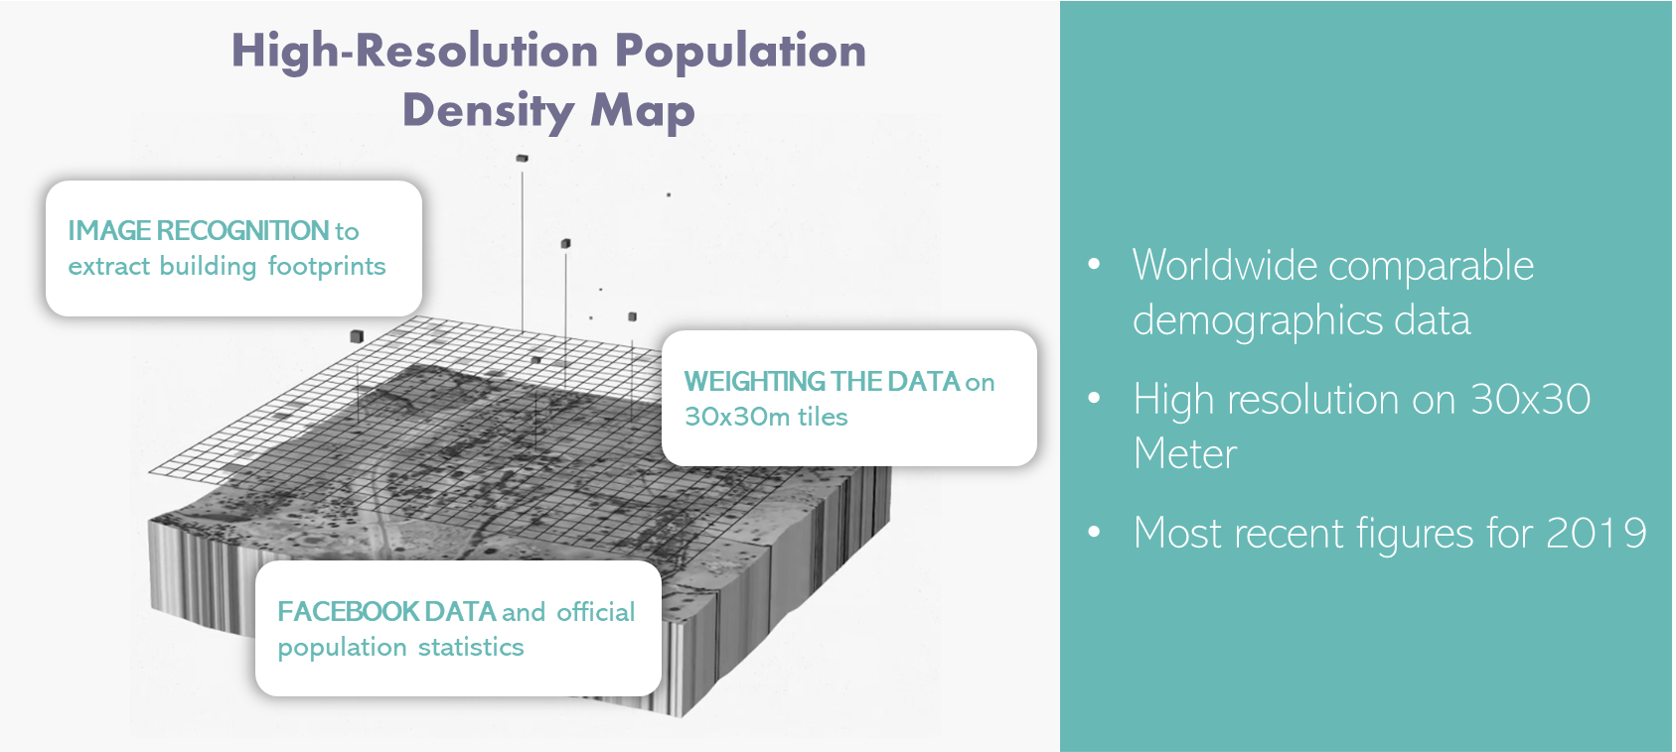 High-Resolution Population
Density Map
IMAGE RECOGNITION to
extract building footprints
WEIGHTING THE DATA on
30x30m tiles
FACEBOOK DATA and official
population statistics
• Worldwide comparable
demographics data
• High resolution on 30x30
Meter
• Most recent figures for 2019